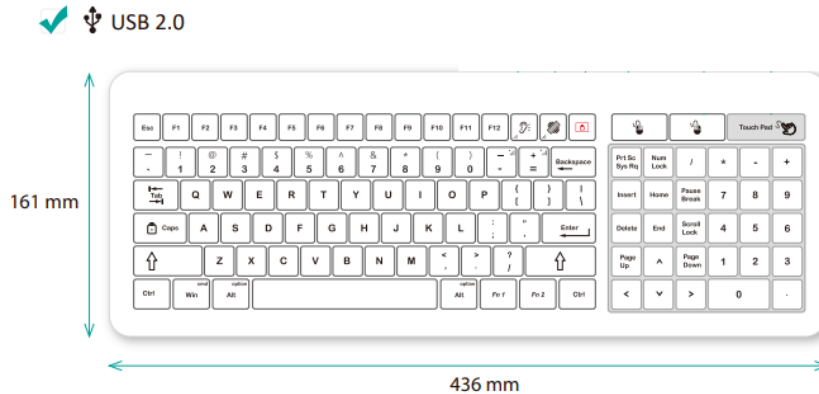 USB 2.0
161 mm
Esc F1 F2 F3 F4 F5 F6 F7 F8 F9 F10 F11 F12 Touch Pad
! @ # $ % ^ & * ( ) — +
1 2 3 4 5 6 7 8 9 0 - = Backspace
Prt Sc Sys Rq Num Lock / * - +
Tab Q W E R T Y U I O P { [ } ] | \
Insert Home Pause Break 7 8 9
Caps A S D F G H J K L : ; " ' Enter
Delete End Scroll Lock 4 5 6
Z X C V B N M < , > . ? /
Page Up ^ Page Down 1 2 3
Ctrl Win cmd Alt option Alt option Fn 1 Fn 2 Ctrl
< v > 0 .
436 mm